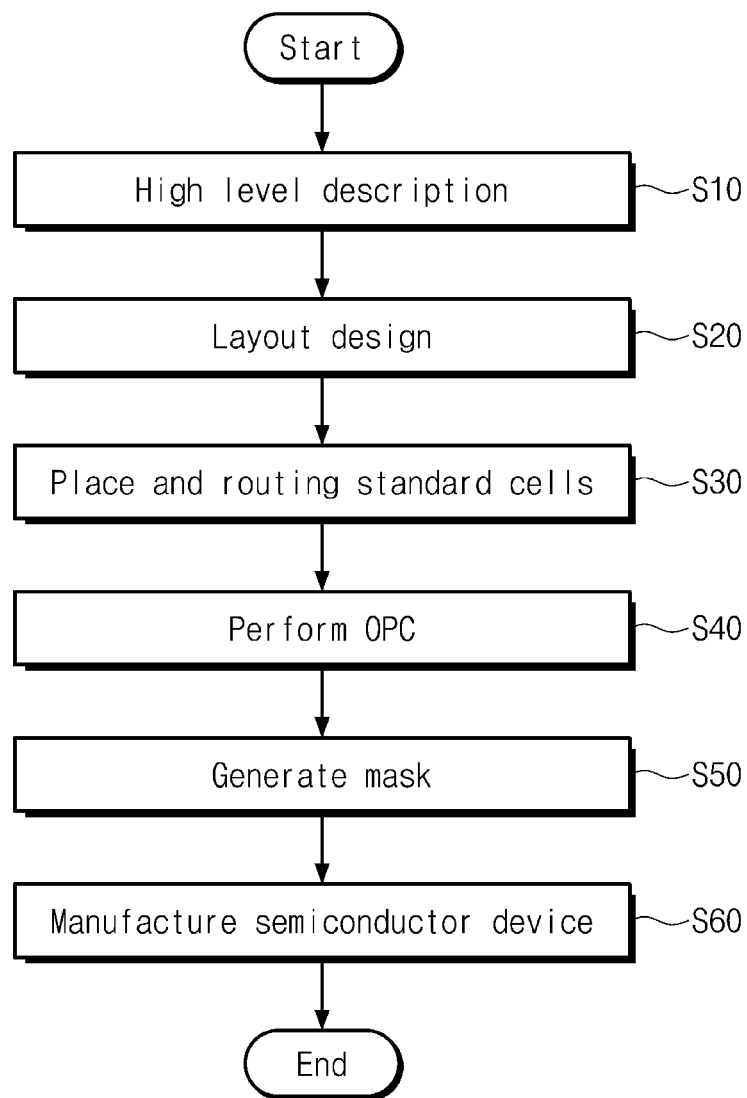 Start
High level description
S10
Layout design
S20
Place and routing standard cells
S30
Perform OPC
S40
Generate mask
S50
Manufacture semiconductor device
S60
End